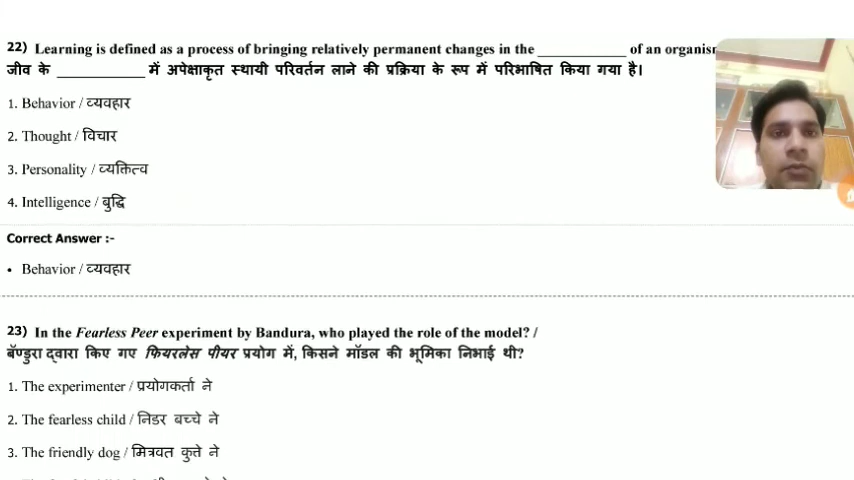 22) Learning is defined as a process of bringing relatively permanent changes in the ____________ of an
जीव के ____________ में अपेक्षाकृत स्थायी परिवर्तन लाने की प्रक्रिया के रूप में परिभाषित किया गया है।
1. Behavior / व्यवहार
2. Thought / विचार
3. Personality / व्यक्तित्व
4. Intelligence / बुद्धि
Correct Answer :-
• Behavior / व्यवहार
23) In the Fearless Peer experiment by Bandura, who played the role of the model? /
बॅण्डुरा द्वारा किए गए फियरलेस पीयर प्रयोग में, किसने मॉडल की भूमिका निभाई थी?
1. The experimenter / प्रयोगकर्ता ने
2. The fearless child / निडर बच्चे ने
3. The friendly dog / मित्रवत कुत्ते ने